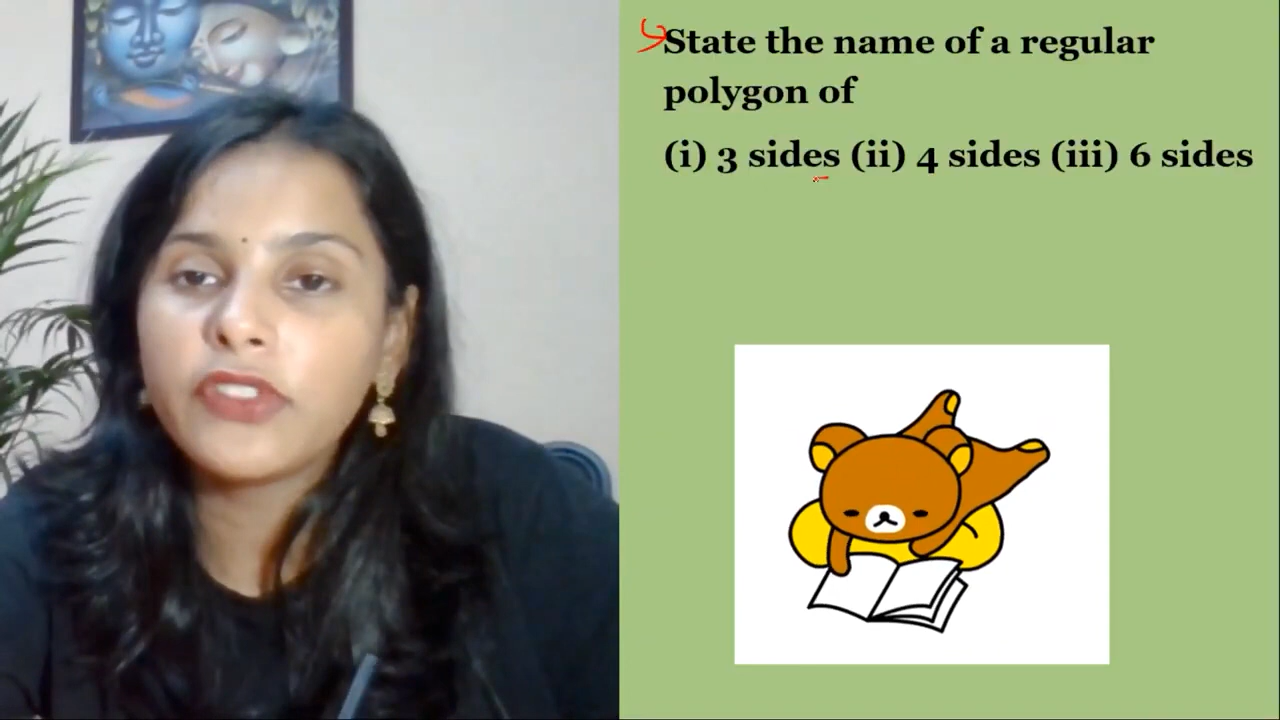 State the name of a regular
polygon of
(i) 3 sides (ii) 4 sides (iii) 6 sides